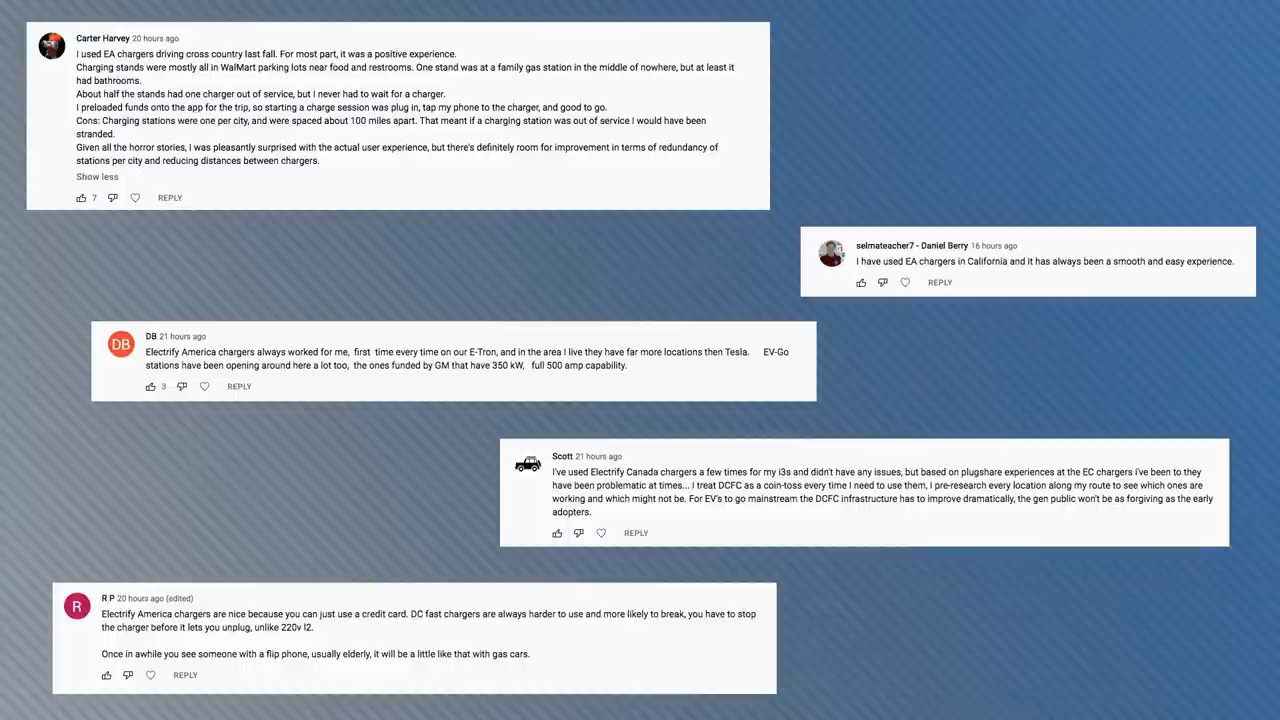 Carter Harvey 20 hours ago
I used EA chargers driving cross country last fall. For most part, it was a positive experience.
Charging stands were mostly all in WalMart parking lots near food and restrooms. One stand was at a family gas station in the middle of nowhere, but at least it
had bathrooms.
About half the stands had one charger out of service, but I never had to wait for a charger.
I preloaded funds onto the app for the trip, so starting a charge session was plug in, tap my phone to the charger, and good to go.
Cons: Charging stations were one per city, and were spaced about 100 miles apart. That meant if a charging station was out of service I would have been
stranded.
Given all the horror stories, I was pleasantly surprised with the actual user experience, but there's definitely room for improvement in terms of redundancy of
stations per city and reducing distances between chargers.
Show less
7 REPLY
selmateacher7 - Daniel Berry 16 hours ago
I have used EA chargers in California and it has always been a smooth and easy experience.
REPLY
DB
DB 21 hours ago
Electrify America chargers always worked for me, first time every time on our E-Tron, and in the area I live they have far more locations then Tesla. EV-Go
stations have been opening around here a lot too, the ones funded by GM that have 350 kW, full 500 amp capability.
3 REPLY
Scott 21 hours ago
I've used Electrify Canada chargers a few times for my i3s and didn't have any issues, but based on plugshare experiences at the EC chargers i've been to they
have been problematic at times... I treat DCFC as a coin-toss every time I need to use them, I pre-research every location along my route to see which ones are
working and which might not be. For EV's to go mainstream the DCFC infrastructure has to improve dramatically, the gen public won't be as forgiving as the early
adopters.
REPLY
R
R P 20 hours ago (edited)
Electrify America chargers are nice because you can just use a credit card. DC fast chargers are always harder to use and more likely to break, you have to stop
the charger before it lets you unplug, unlike 220v l2.
Once in awhile you see someone with a flip phone, usually elderly, it will be a little like that with gas cars.
REPLY